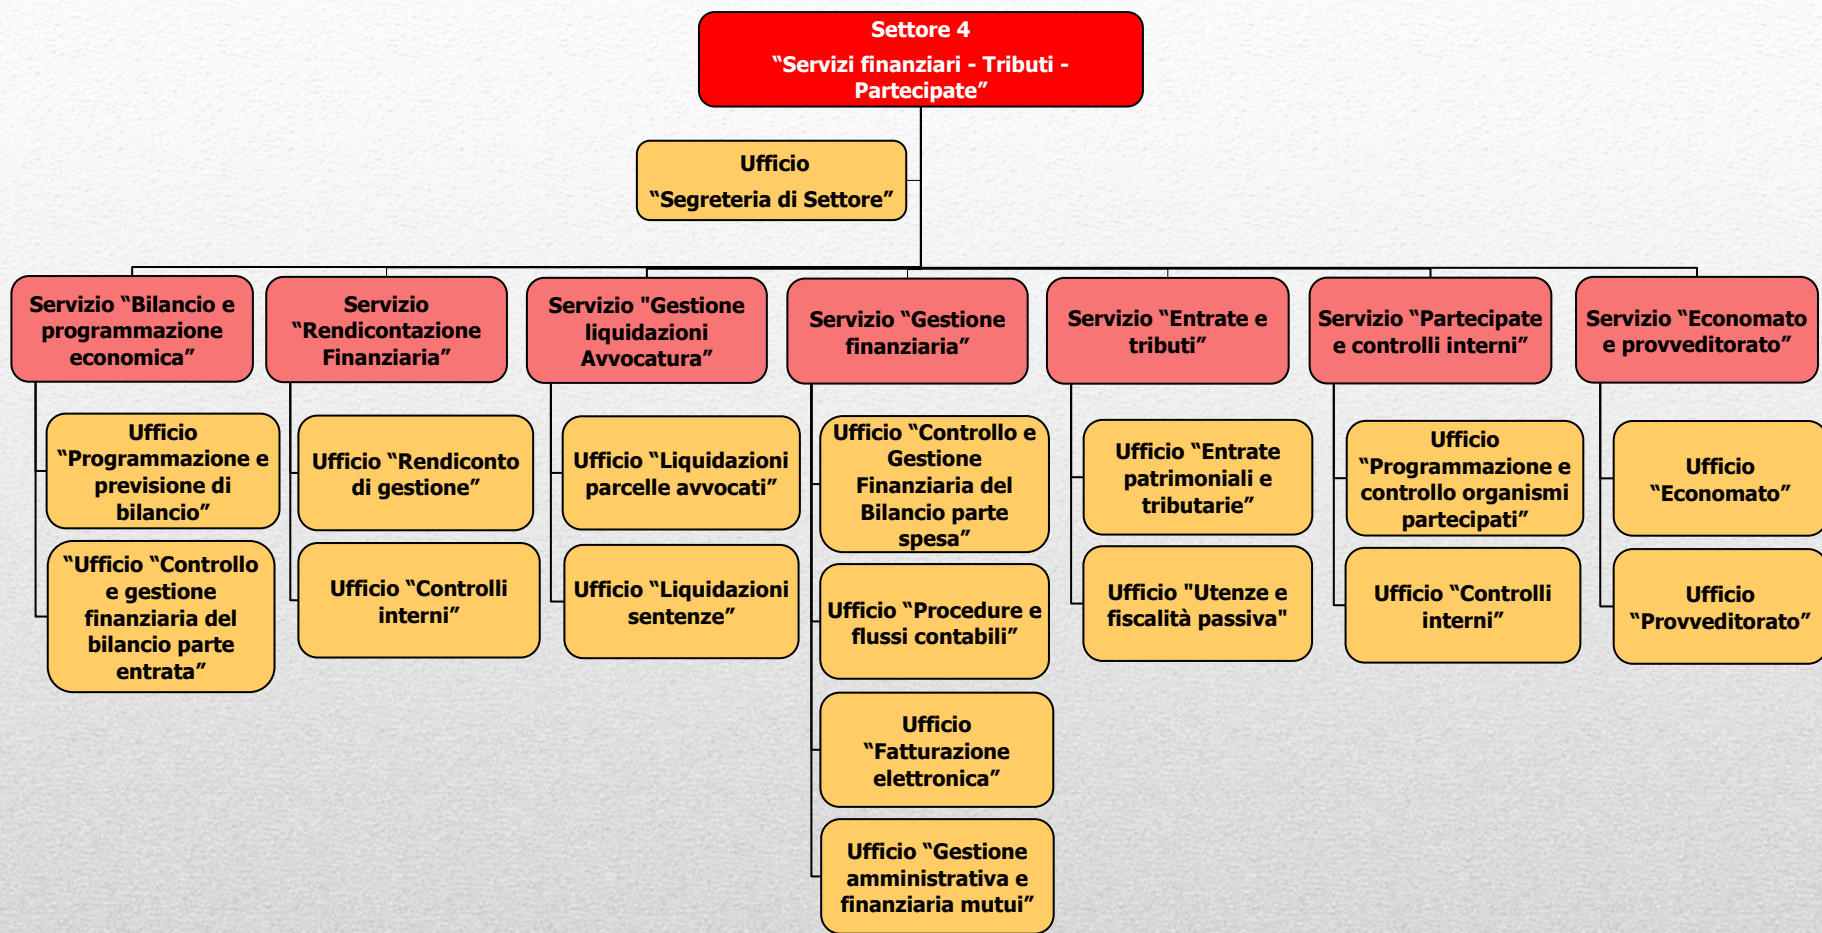 Settore 4
“Servizi finanziari - Tributi -
Partecipate”
Ufficio
“Segreteria di Settore”
Servizio “Bilancio e
programmazione
economica”
Servizio
“Rendicontazione
Finanziaria”
Servizio "Gestione
liquidazioni
Avvocatura”
Servizio “Gestione
finanziaria”
Servizio “Entrate e
tributi”
Servizio “Partecipate
e controlli interni”
Servizio “Economato
e provveditorato”
Ufficio
“Programmazione e
previsione di
bilancio”
“Ufficio “Controllo
e gestione
finanziaria del
bilancio parte
entrata”
Ufficio “Rendiconto
di gestione”
Ufficio “Controlli
interni”
Ufficio “Liquidazioni
parcelle avvocati”
Ufficio “Liquidazioni
sentenze”
Ufficio “Controllo e
Gestione
Finanziaria del
Bilancio parte
spesa”
Ufficio “Procedure e
flussi contabili”
Ufficio
“Fatturazione
elettronica”
Ufficio “Gestione
amministrativa e
finanziaria mutui”
Ufficio “Entrate
patrimoniali e
tributarie”
Ufficio "Utenze e
fiscalità passiva"
Ufficio
“Programmazione e
controllo organismi
partecipati”
Ufficio “Controlli
interni”
Ufficio
“Economato”
Ufficio
“Provveditorato”